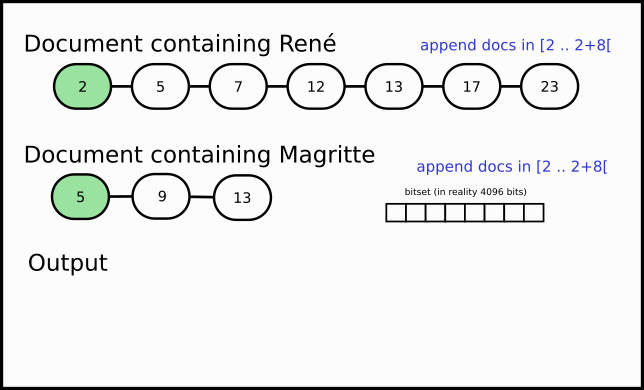 Document containing René
append docs in [2 .. 2+8[
2 5 7 12 13 17 23
Document containing Magritte
append docs in [2 .. 2+8[
bitset (in reality 4096 bits)
5 9 13
Output